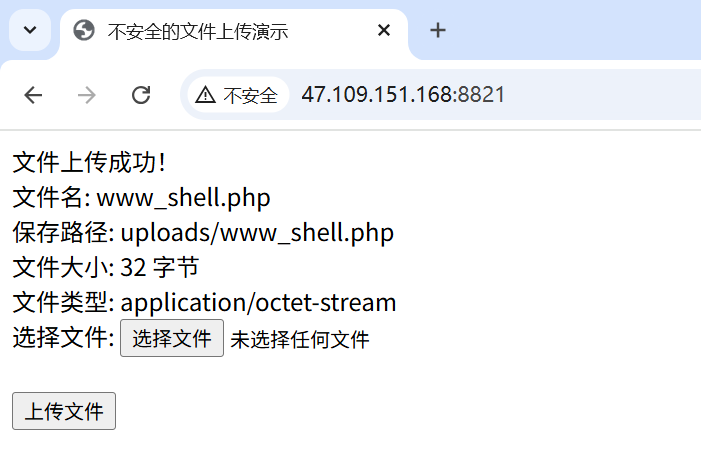 不安全的文件上传演示
不安全 47.109.151.168:8821
文件上传成功!
文件名: www_shell.php
保存路径: uploads/www_shell.php
文件大小: 32 字节
文件类型: application/octet-stream
选择文件: 选择文件 未选择任何文件
上传文件